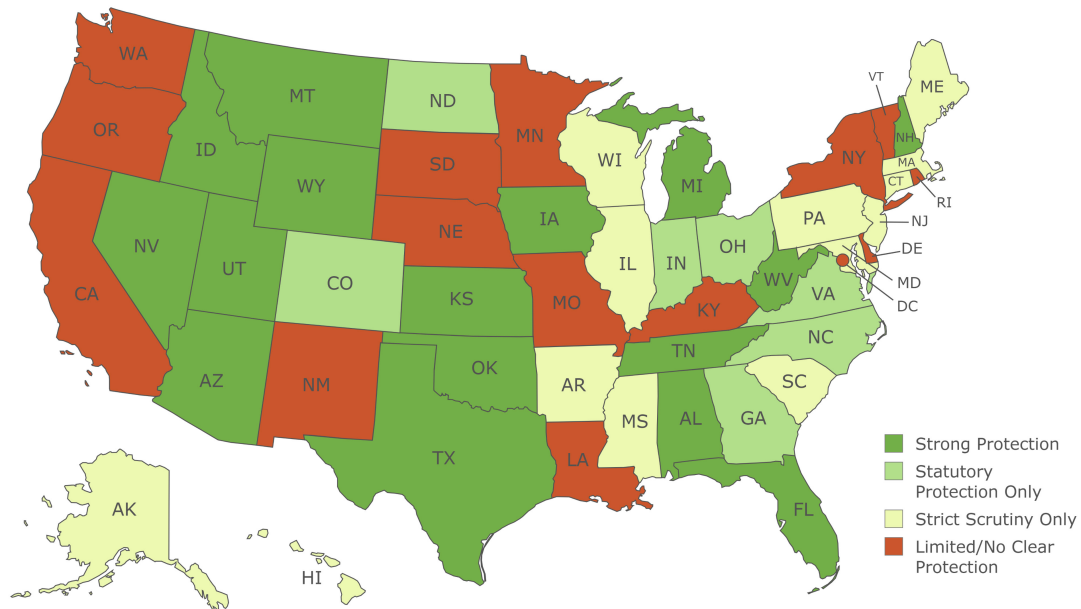 WA
OR
CA
NV
ID
MT
WY
UT
AZ
CO
NM
ND
SD
NE
KS
OK
TX
MN
IA
MO
AR
LA
WI
IL
MI
IN
OH
KY
TN
MS
AL
GA
FL
SC
NC
VA
WV
PA
NY
VT
NH
ME
MA
CT
RI
NJ
DE
MD
DC
AK
HI
Strong Protection
Statutory
Protection Only
Strict Scrutiny Only
Limited/No Clear
Protection